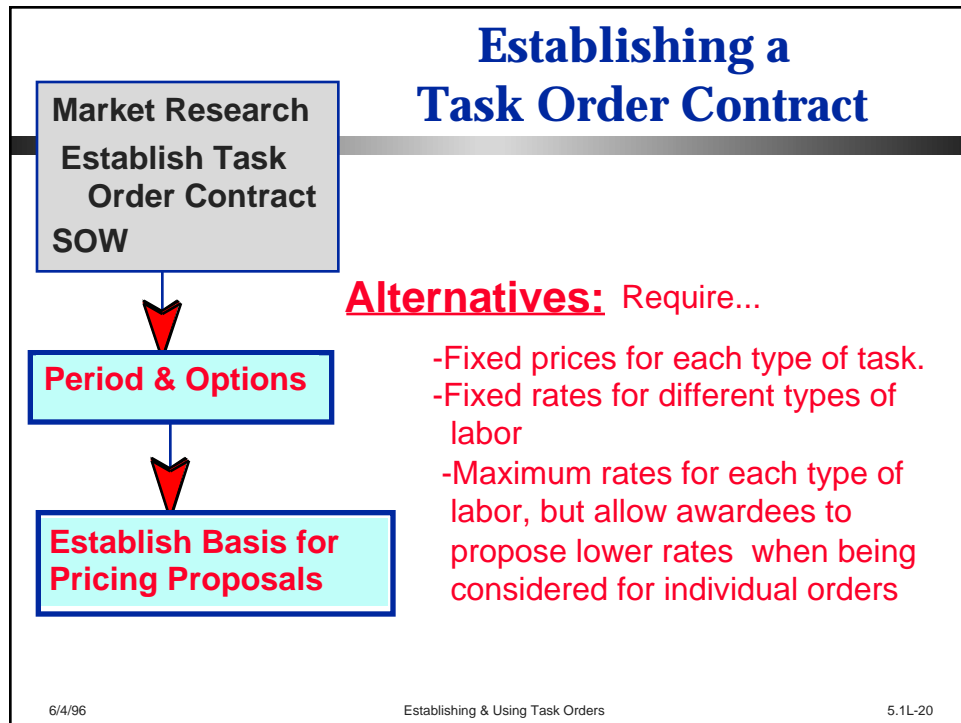 Establishing a
Task Order Contract
Market Research
Establish Task
Order Contract
SOW
Period & Options
Establish Basis for
Pricing Proposals
Alternatives: Require...
-Fixed prices for each type of task.
-Fixed rates for different types of
labor
-Maximum rates for each type of
labor, but allow awardees to
propose lower rates when being
considered for individual orders
6/4/96
Establishing & Using Task Orders
5.1L-20